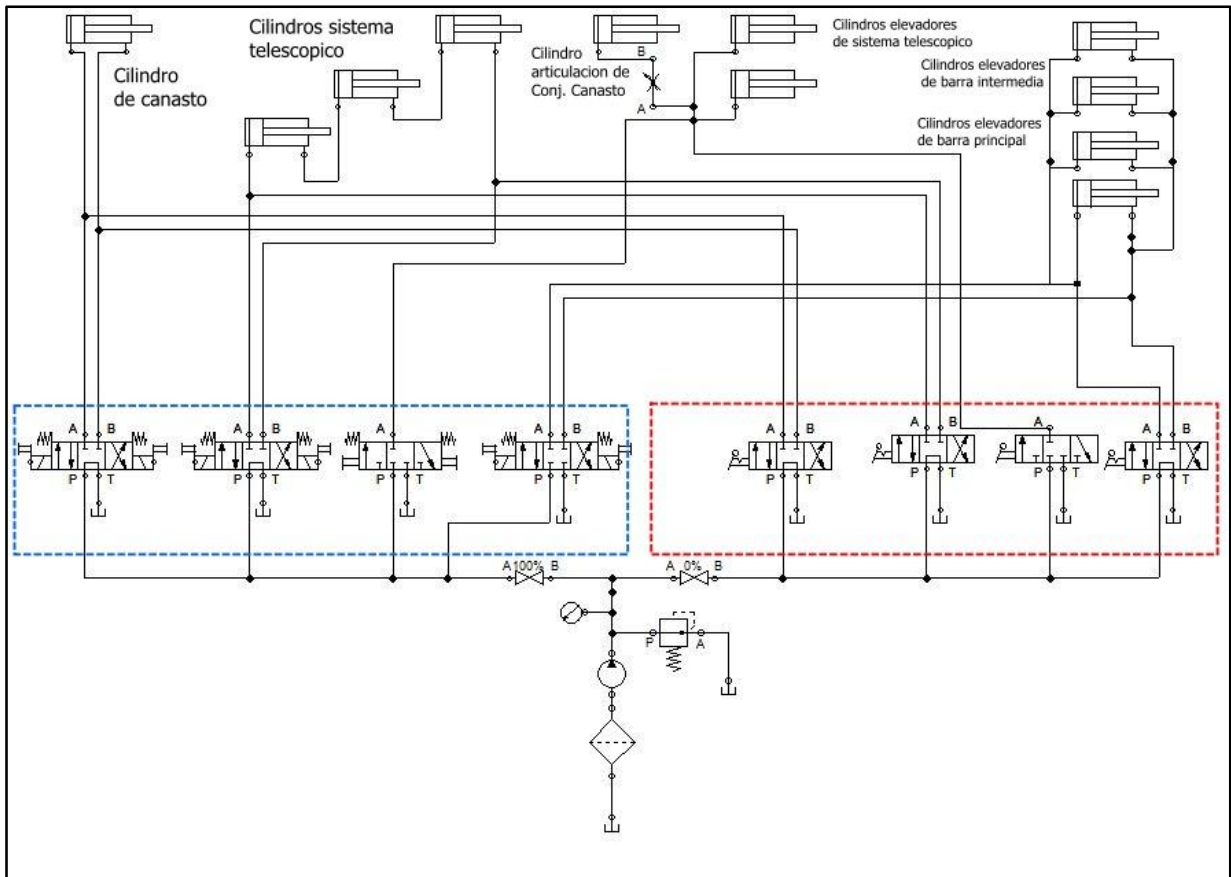 Cilindro
de canasto
Cilindros sistema
telescopico
Cilindro
articulacion de
Conj. Canasto
B
A
Cilindros elevadores
de sistema telescopico
Cilindros elevadores
de barra intermedia
Cilindros elevadores
de barra principal
A B
P T
A B
P T
A
P T
A B
P T
A B
P T
A B
P T
A
P T
A B
P T
A 100% B
A 0% B
P A